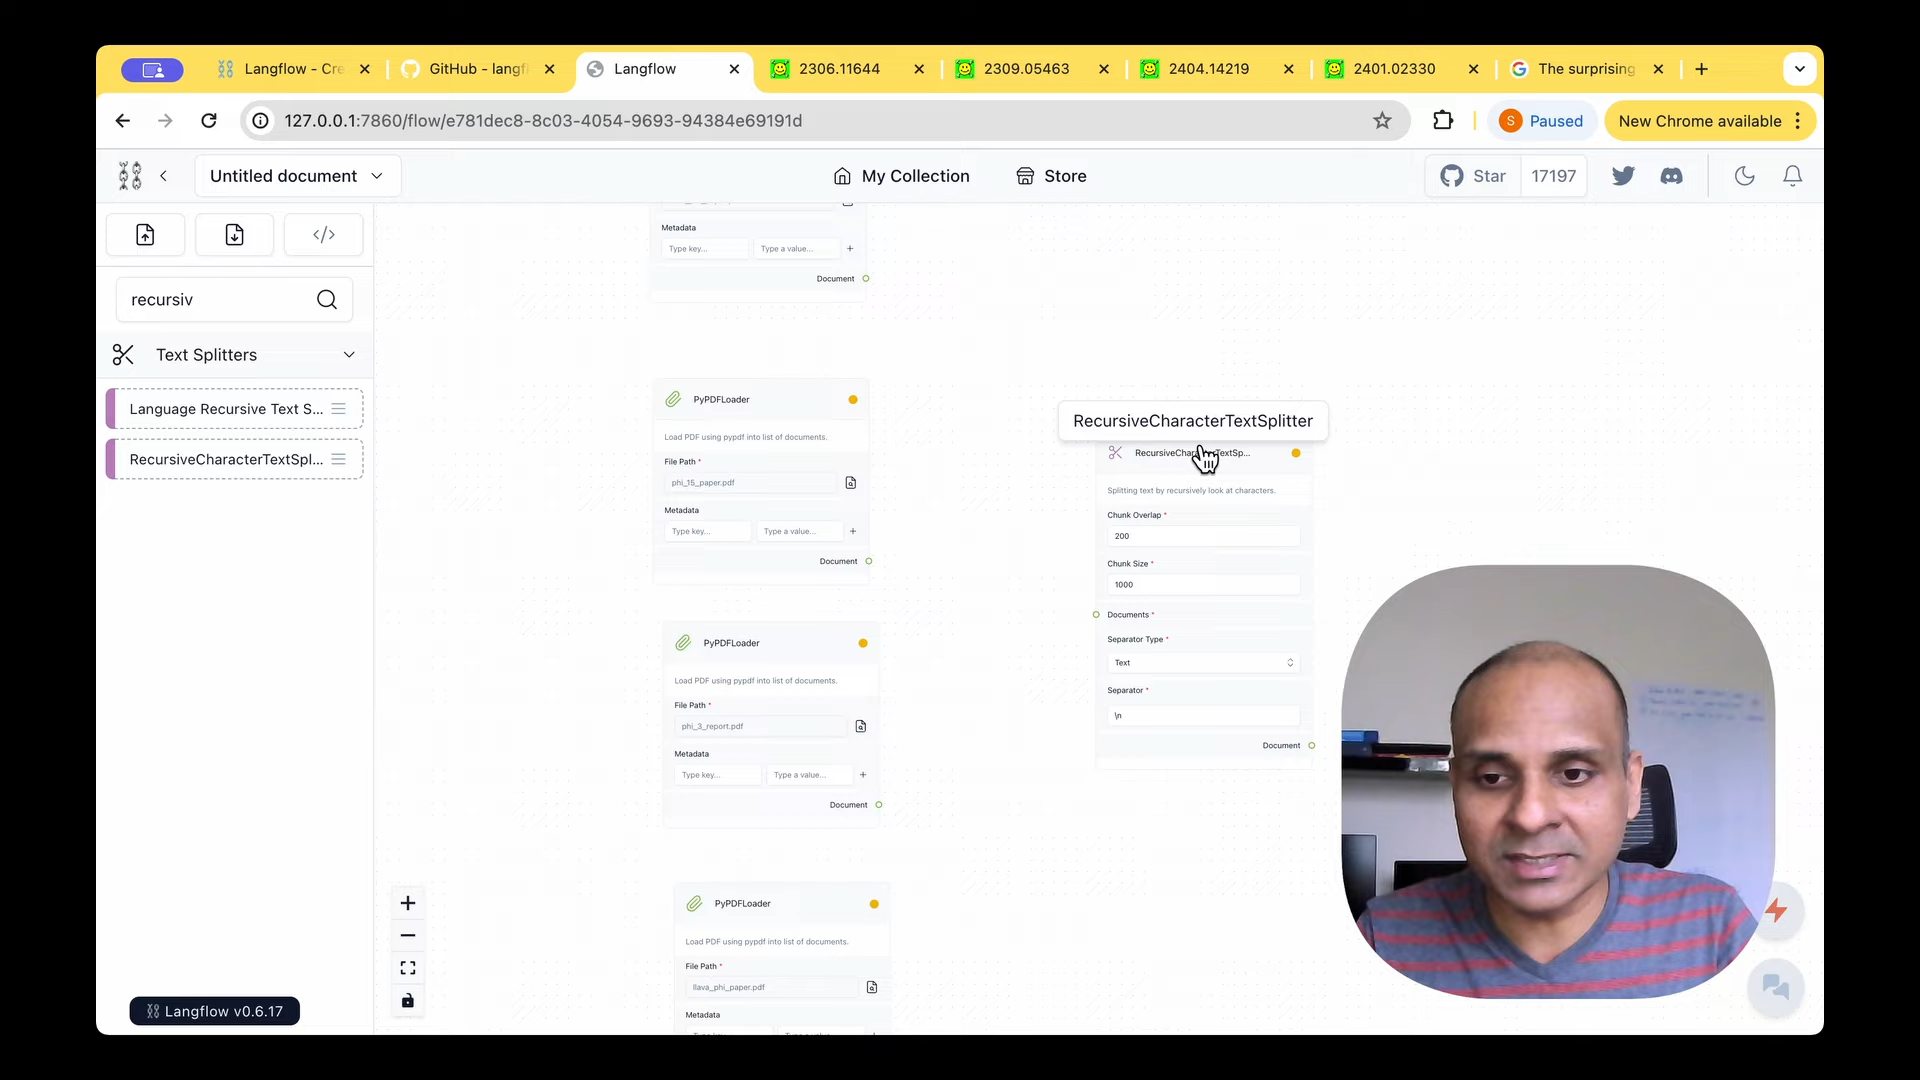 Langflow - Cre
GitHub - langf
Langflow
2306.11644
2309.05463
2404.14219
2401.02330
The surprising
127.0.0.1:7860/flow/e781dec8-8c03-4054-9693-94384e69191d
S
Paused
New Chrome available
Untitled document
My Collection
Store
Star
17197
recursiv
Text Splitters
Language Recursive Text S...
RecursiveCharacterTextSpl...
Metadata
Type key...
Type a value...
Document
PyPDFLoader
Load PDF using pypdf into list of documents.
File Path *
phi_15_paper.pdf
Metadata
Type key...
Type a value...
Document
PyPDFLoader
Load PDF using pypdf into list of documents.
File Path *
phi_3_report.pdf
Metadata
Type key...
Type a value...
Document
PyPDFLoader
Load PDF using pypdf into list of documents.
File Path *
llava_phi_paper.pdf
Metadata
RecursiveCharacterTextSplitter
Splitting text by recursively look at characters.
Chunk Overlap *
200
Chunk Size *
1000
Documents *
Separator Type *
Text
Separator *
\n
Document
Langflow v0.6.17